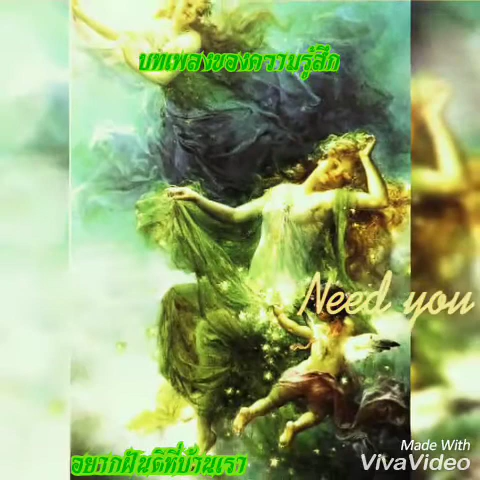 บทเพลงของความรู้สึก
Need you
อยากฝันดีที่บ้านเรา
Made With
VivaVideo